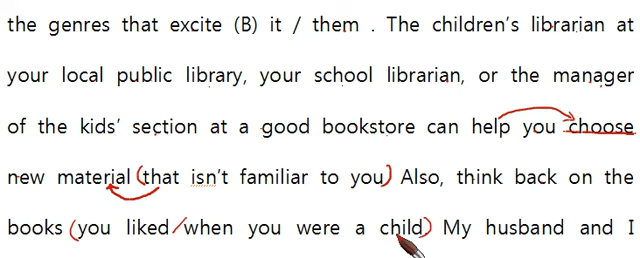 the genres that excite (B) it / them . The children's librarian at
your local public library, your school librarian, or the manager
of the kids' section at a good bookstore can help you choose
new material (that isn't familiar to you) Also, think back on the
books (you liked/when you were a child) My husband and I